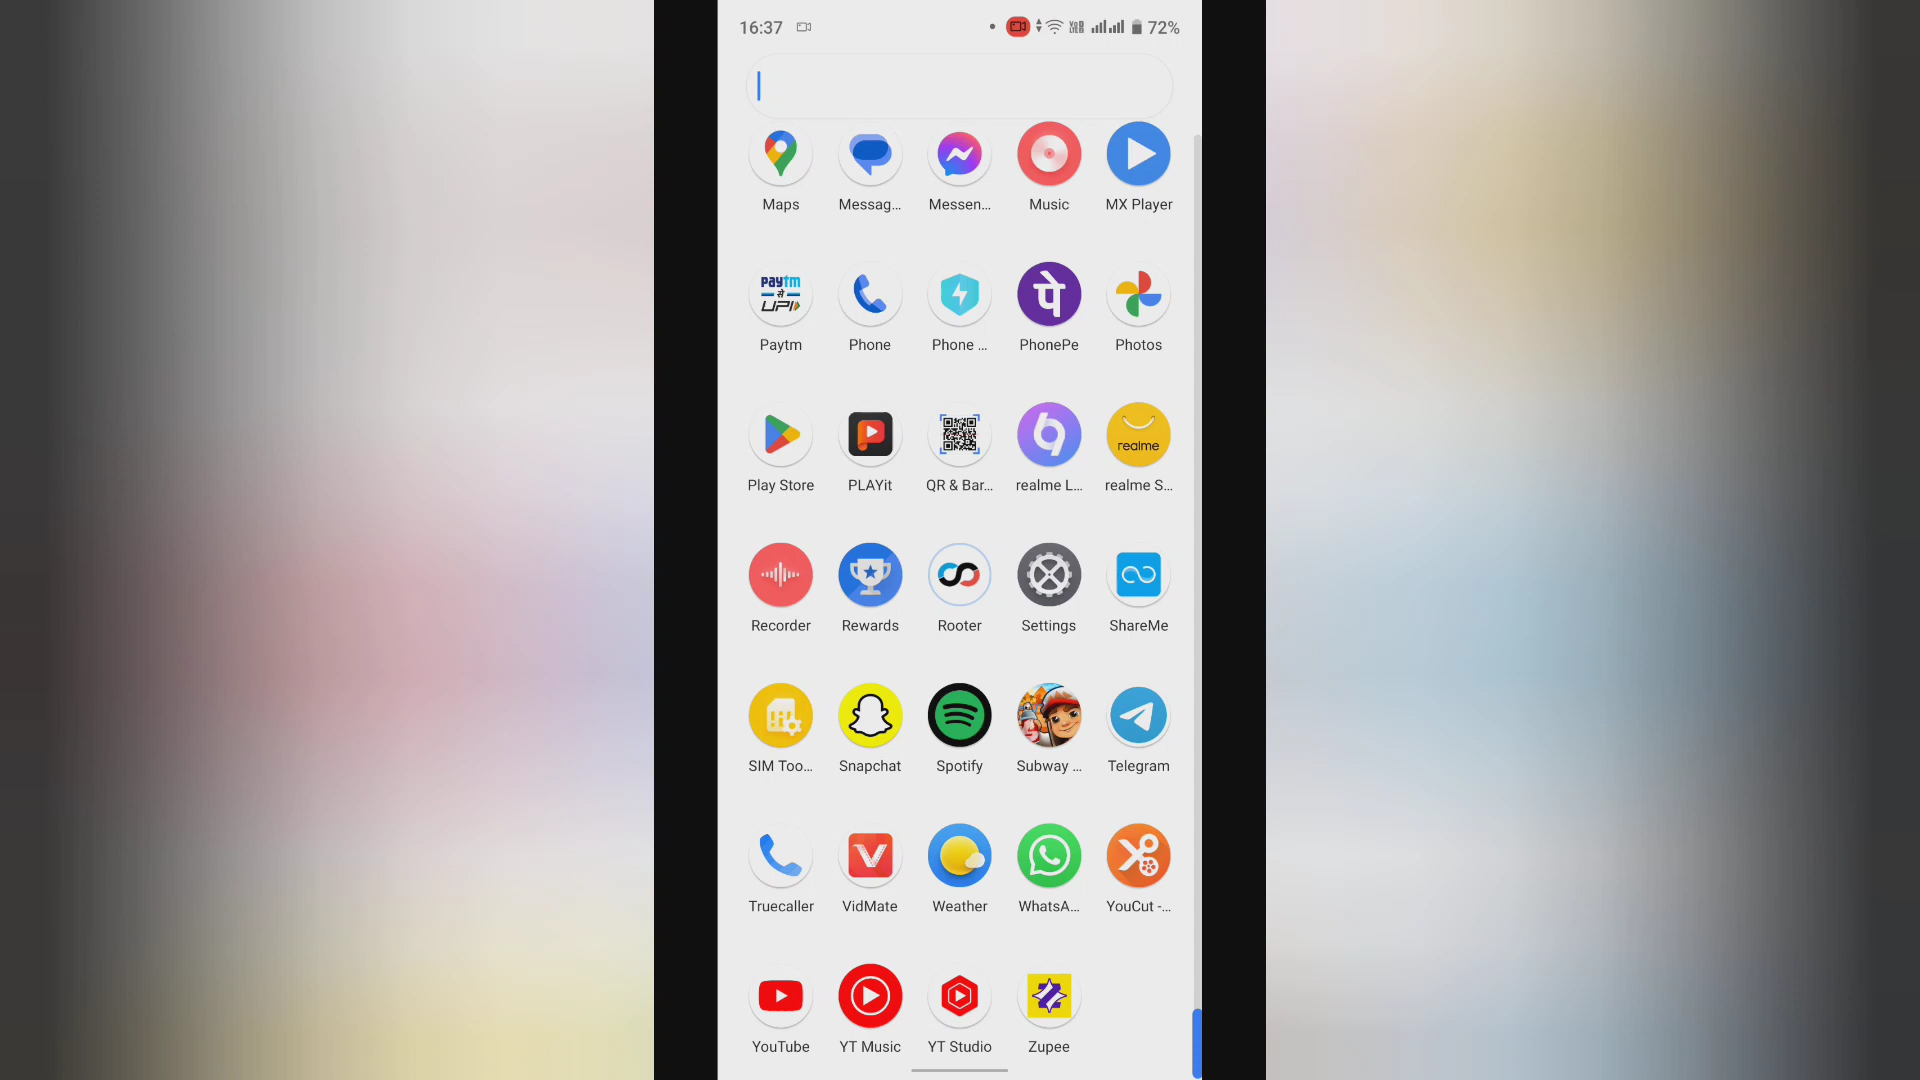 16:37 Vo LTE 72%
Maps Messag... Messen... Music MX Player
paytm
से
UPI
पे
Paytm Phone Phone ... PhonePe Photos
realme
Play Store PLAYit QR & Bar... realme L... realme S...
Recorder Rewards Rooter Settings ShareMe
SIM Too... Snapchat Spotify Subway ... Telegram
Truecaller VidMate Weather WhatsA... YouCut -...
YouTube YT Music YT Studio Zupee